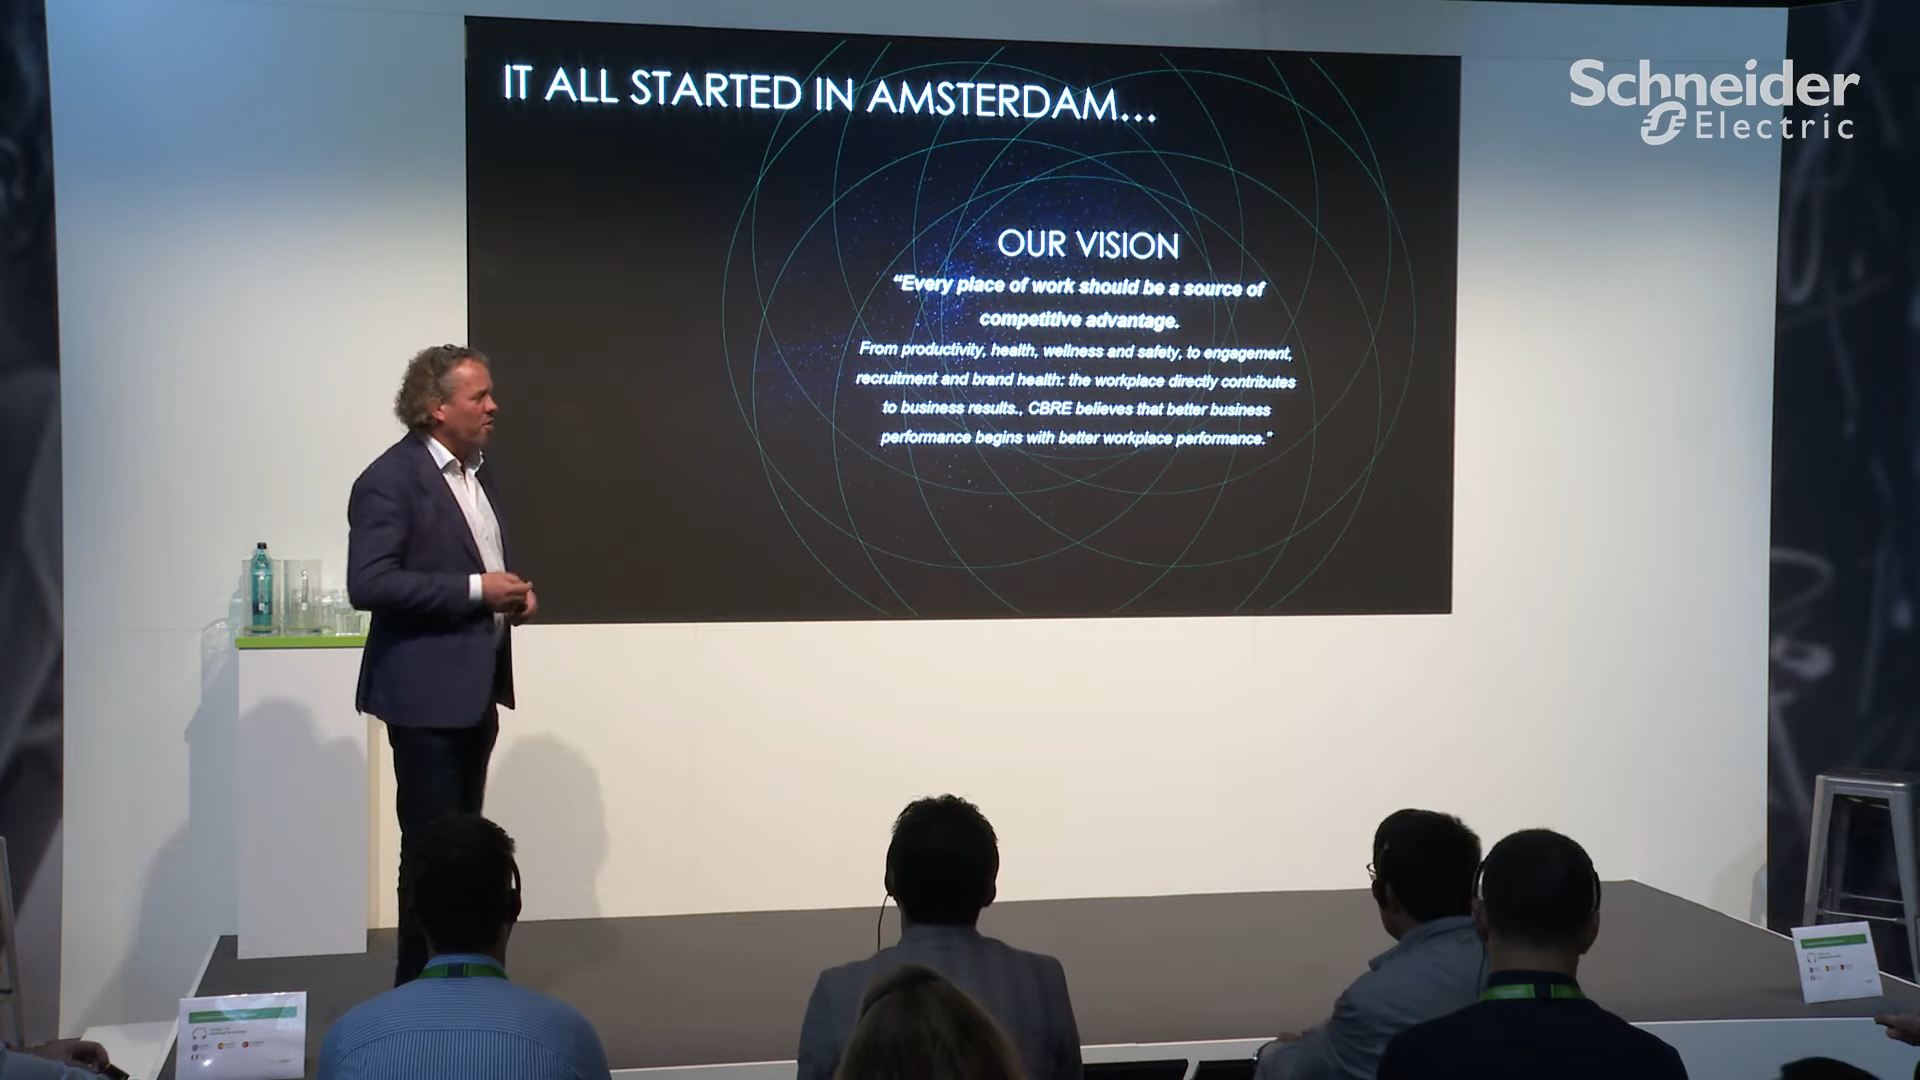 IT ALL STARTED IN AMSTERDAM...
Schneider
Electric
OUR VISION
“Every place of work should be a source of
competitive advantage.
From productivity, health, wellness and safety, to engagement,
recruitment and brand health: the workplace directly contributes
to business results., CBRE believes that better business
performance begins with better workplace performance.”